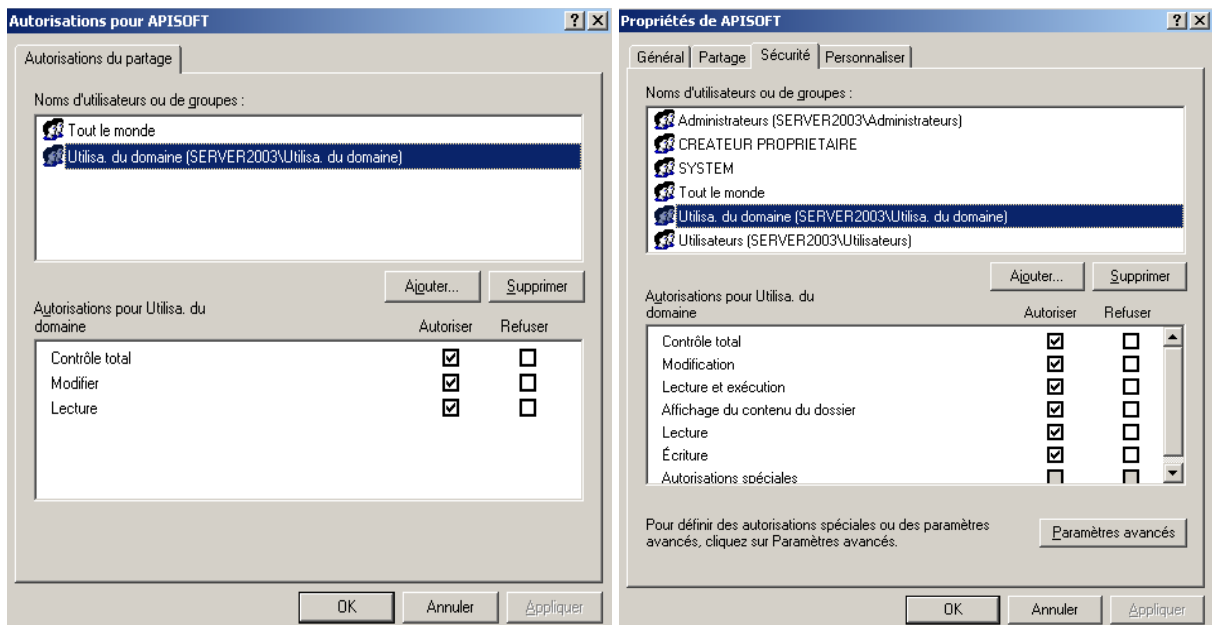 Autorisations pour APISOFT
Autorisations du partage
Noms d'utilisateurs ou de groupes :
Tout le monde
Utilisa. du domaine (SERVER2003\Utilisa. du domaine)
Ajouter...
Supprimer
Autorisations pour Utilisa. du
domaine
Autoriser
Refuser
Contrôle total
Modifier
Lecture
OK
Annuler
Appliquer
Propriétés de APISOFT
Général
Partage
Sécurité
Personnaliser
Noms d'utilisateurs ou de groupes :
Administrateurs (SERVER2003\Administrateurs)
CREATEUR PROPRIETAIRE
SYSTEM
Tout le monde
Utilisa. du domaine (SERVER2003\Utilisa. du domaine)
Utilisateurs (SERVER2003\Utilisateurs)
Ajouter...
Supprimer
Autorisations pour Utilisa. du
domaine
Autoriser
Refuser
Contrôle total
Modification
Lecture et exécution
Affichage du contenu du dossier
Lecture
Écriture
Autorisations spéciales
Pour définir des autorisations spéciales ou des paramètres
avancés, cliquez sur Paramètres avancés.
Paramètres avancés
OK
Annuler
Appliquer